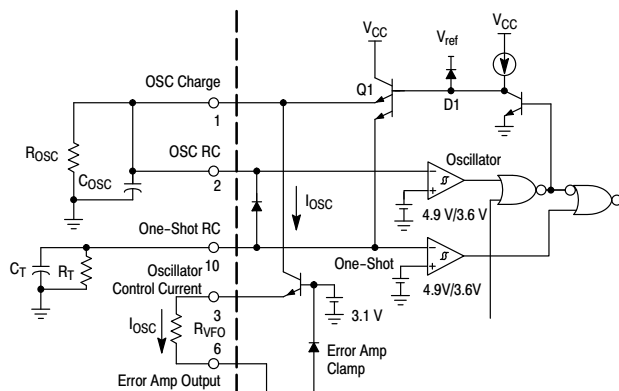 VCC
Vref
VCC
OSC Charge
Q1
D1
1
ROSC
COSC
OSC RC
2
Oscillator
IOSC
4.9 V/3.6 V
One-Shot RC
10
CT
RT
Oscillator
Control Current
One-Shot
4.9V/3.6V
3
RVFO
3.1 V
IOSC
6
Error Amp Output
Error Amp
Clamp